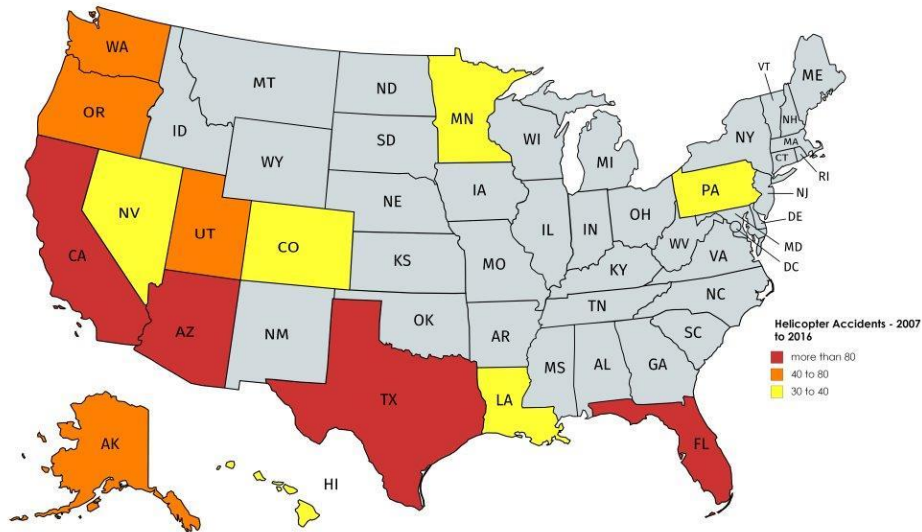 WA
MT
ND
MN
VT
ME
OR
ID
SD
WI
NH
NY
MA
WY
MI
CT
RI
IA
PA
NE
NJ
NV
OH
IL
IN
DE
UT
CO
WV
MD
CA
KS
MO
VA
KY
DC
NC
TN
OK
AZ
NM
AR
SC
Helicopter Accidents - 2007
to 2016
more than 80
40 to 80
30 to 40
MS
AL
GA
TX
LA
AK
FL
HI